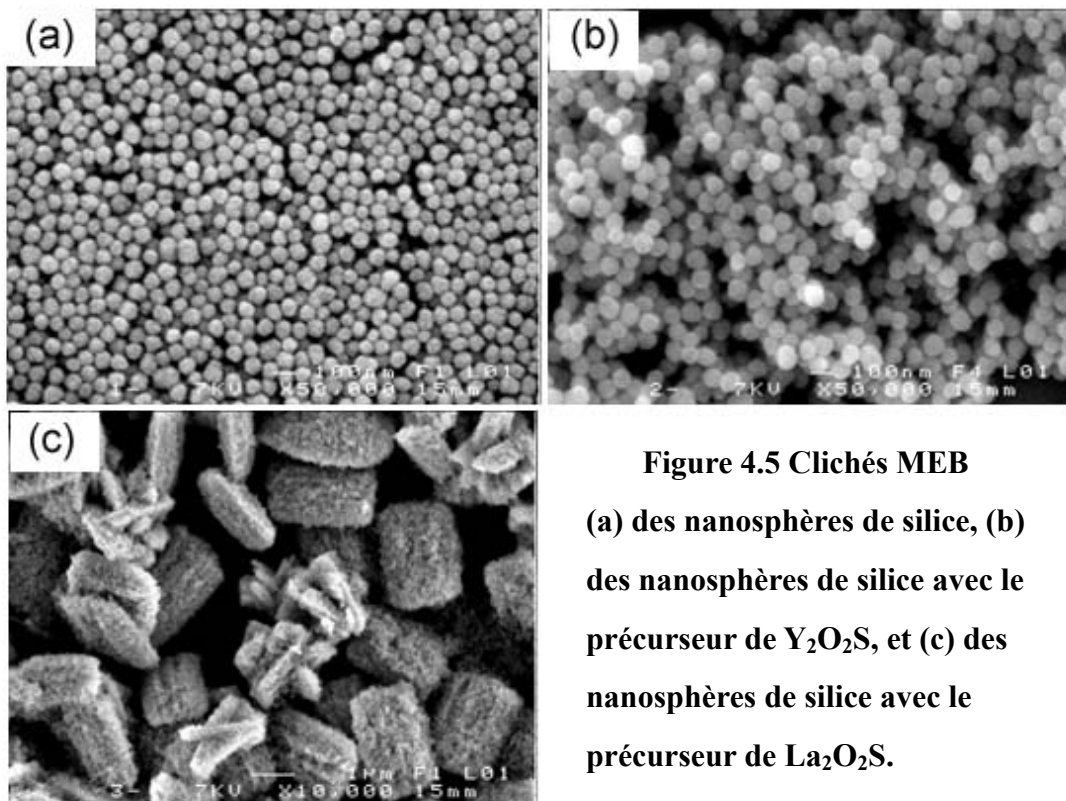 (a)
1- 7KV X50,000 100nm F1 L01 15mm
(b)
2- 7KV X50,000 100nm F4 L01 15mm
(c)
3- 7KV X10,000 1µm F1 L01 15mm
Figure 4.5 Clichés MEB
(a) des nanosphères de silice, (b)
des nanosphères de silice avec le
précurseur de Y₂O₂S, et (c) des
nanosphères de silice avec le
précurseur de La₂O₂S.